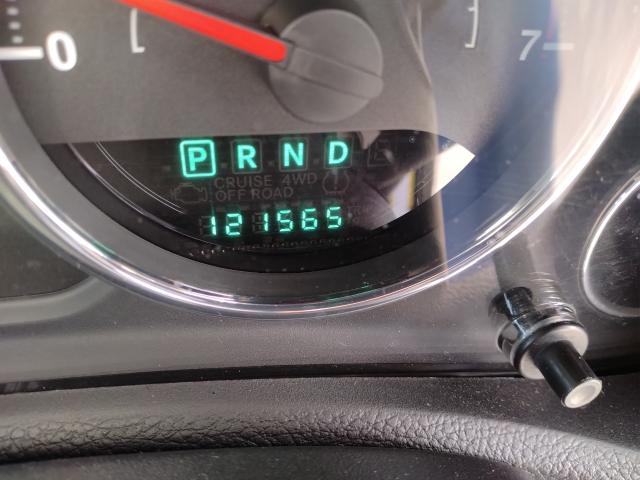 0 7
P R N D
CRUISE 4WD
OFF ROAD
121565